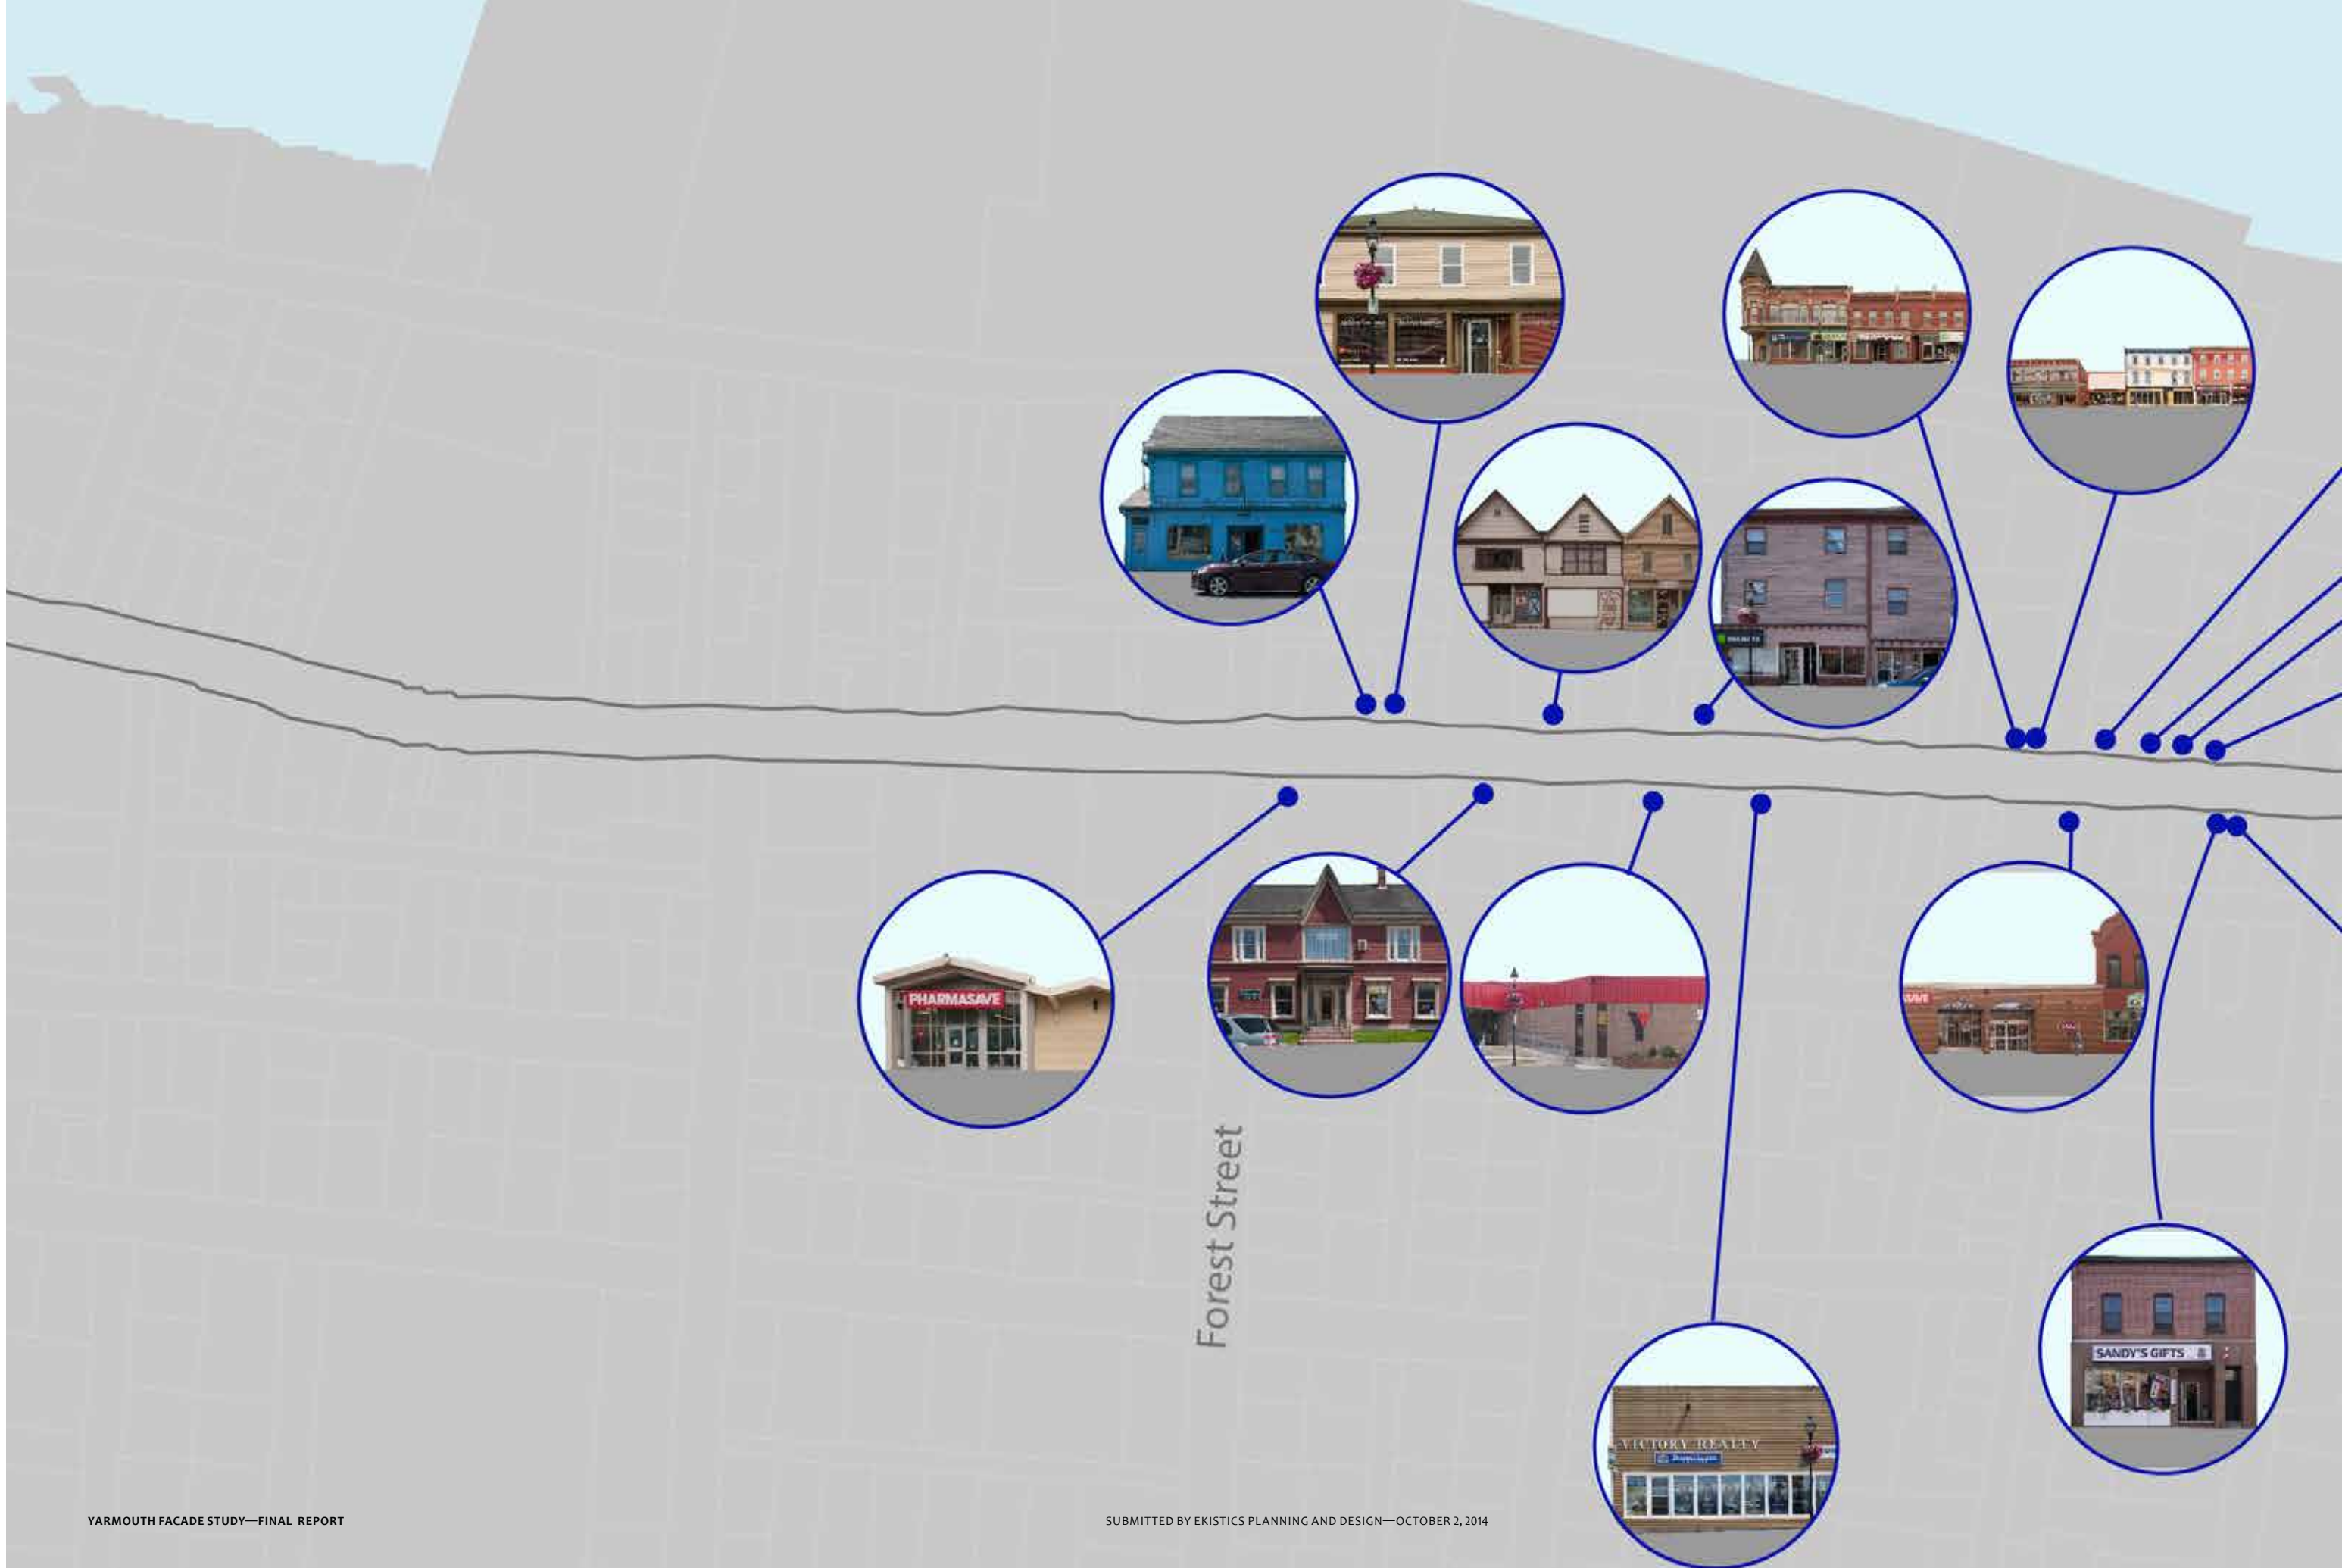 PHARMASAVE
SAVE
Forest Street
SANDY'S GIFTS
VICTORY REALTY
YARMOUTH FACADE STUDY—FINAL REPORT
SUBMITTED BY EKISTICS PLANNING AND DESIGN—OCTOBER 2, 2014